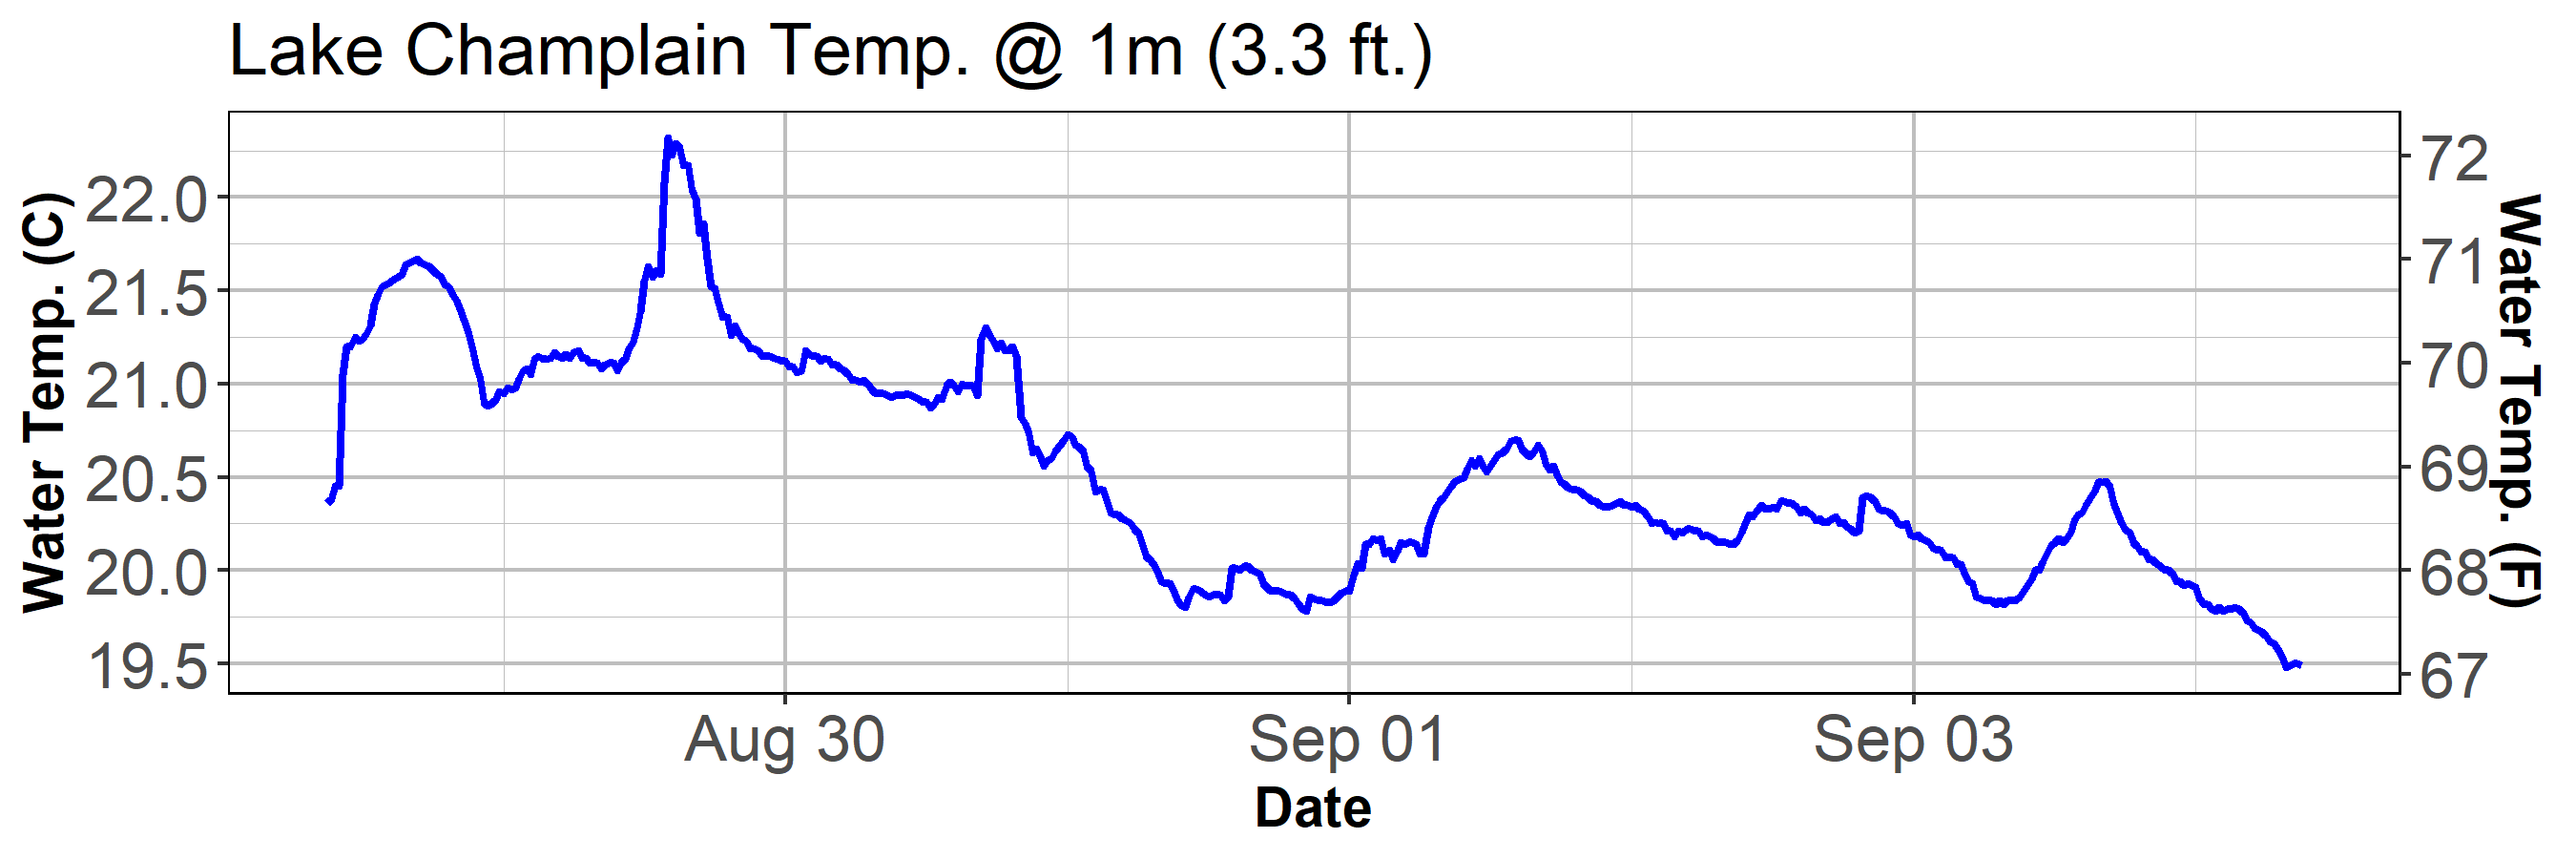 Lake Champlain Temp. @ 1m (3.3 ft.)
Water Temp. (C)
22.0
21.5
21.0
20.5
20.0
19.5
72
71
70
69
68
67
Water Temp. (F)
Aug 30
Sep 01
Sep 03
Date